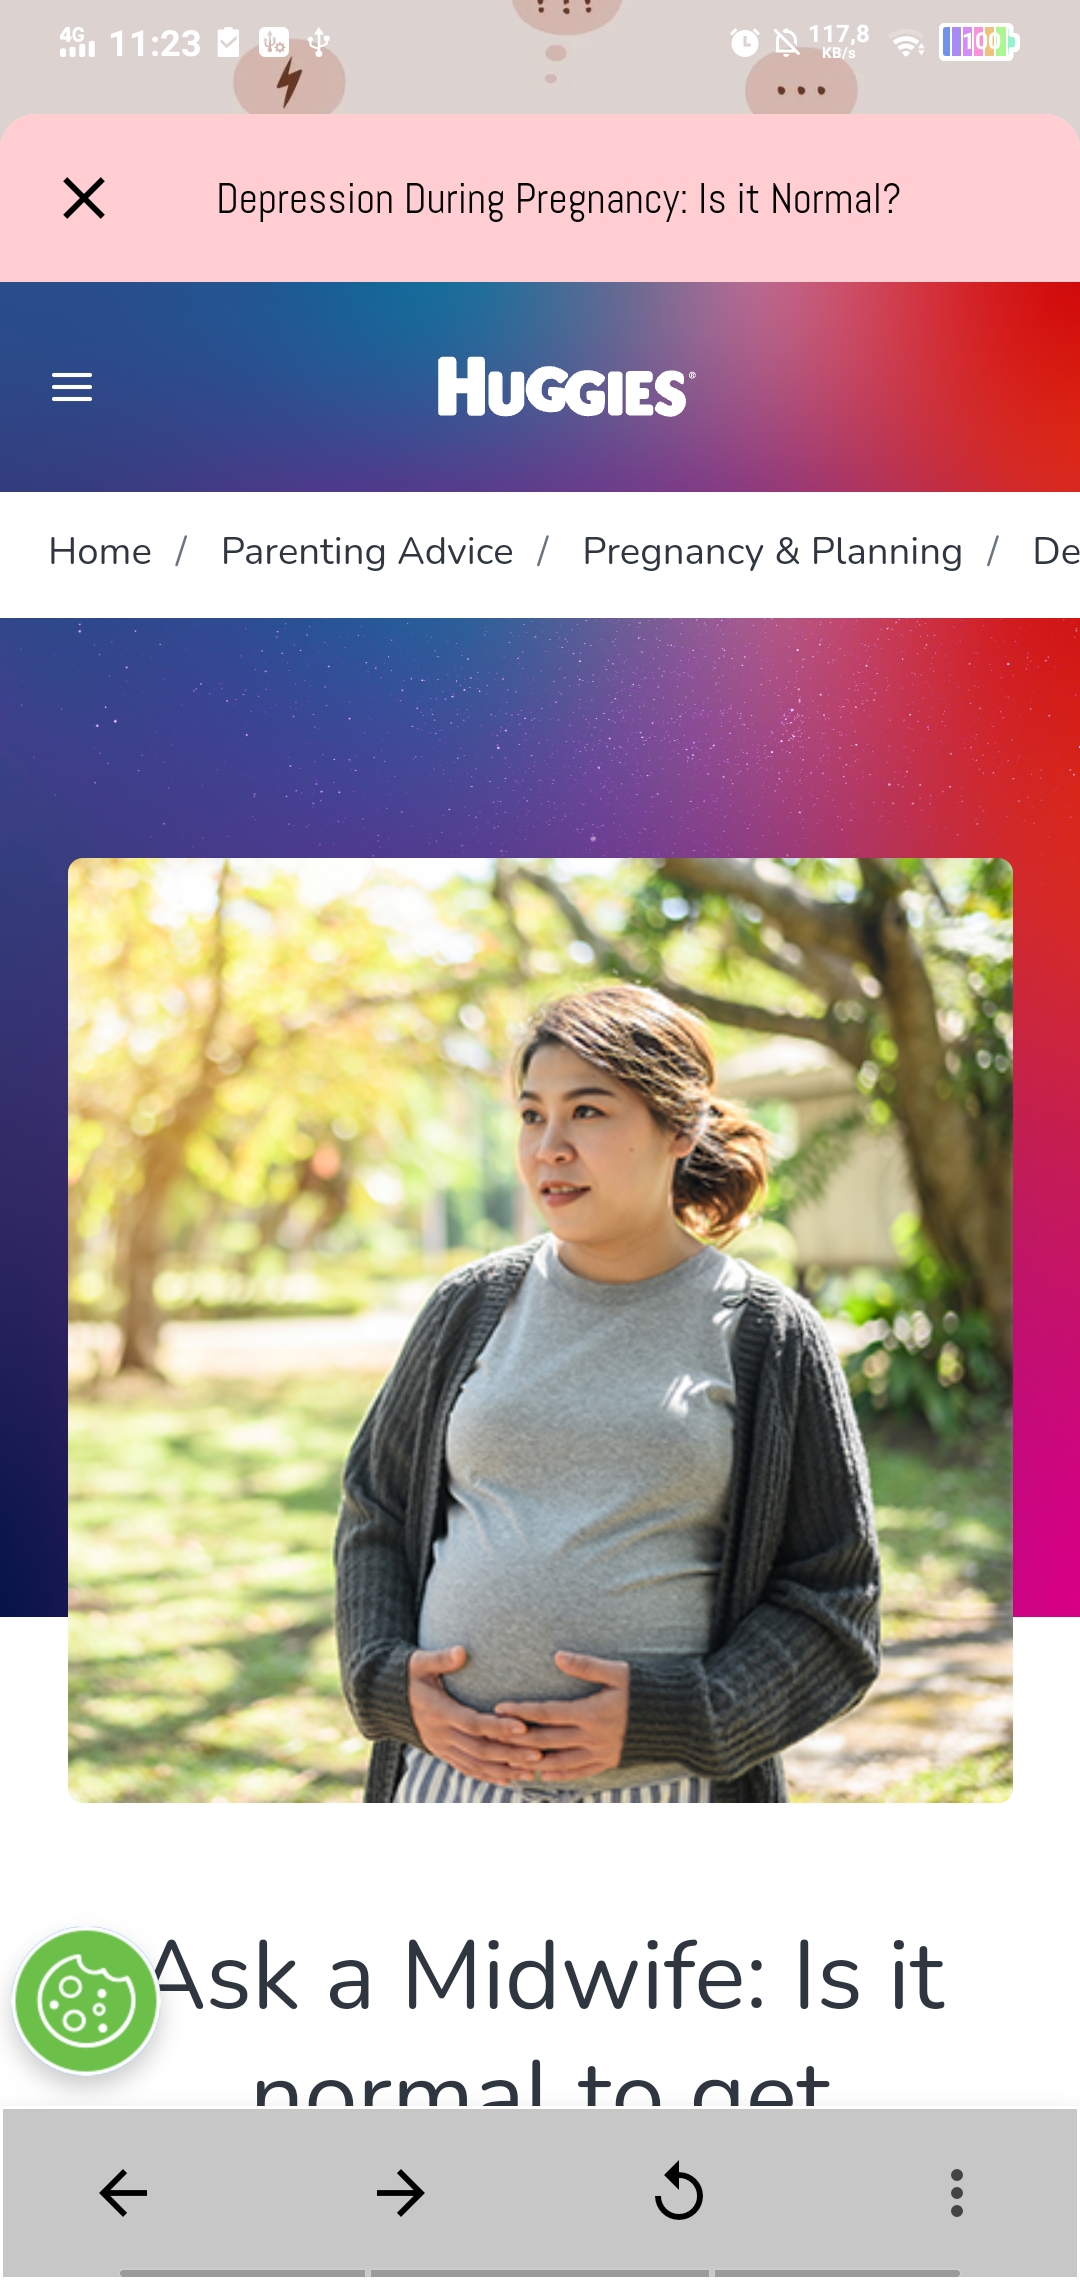 4G 11:23 117,8 KB/s 100
Depression During Pregnancy: Is it Normal?
HUGGIES®
Home / Parenting Advice / Pregnancy & Planning / De
Ask a Midwife: Is it
normal to get